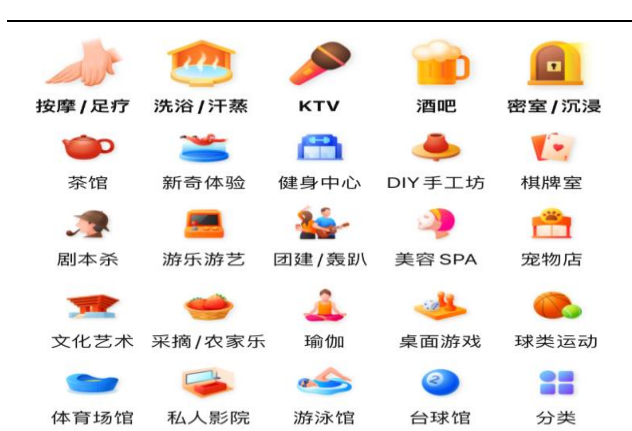 按摩/足疗 洗浴/汗蒸 KTV 酒吧 密室/沉浸
茶馆 新奇体验 健身中心 DIY手工坊 棋牌室
剧本杀 游乐游艺 团建/轰趴 美容SPA 宠物店
文化艺术 采摘/农家乐 瑜伽 桌面游戏 球类运动
体育场馆 私人影院 游泳馆 台球馆 分类